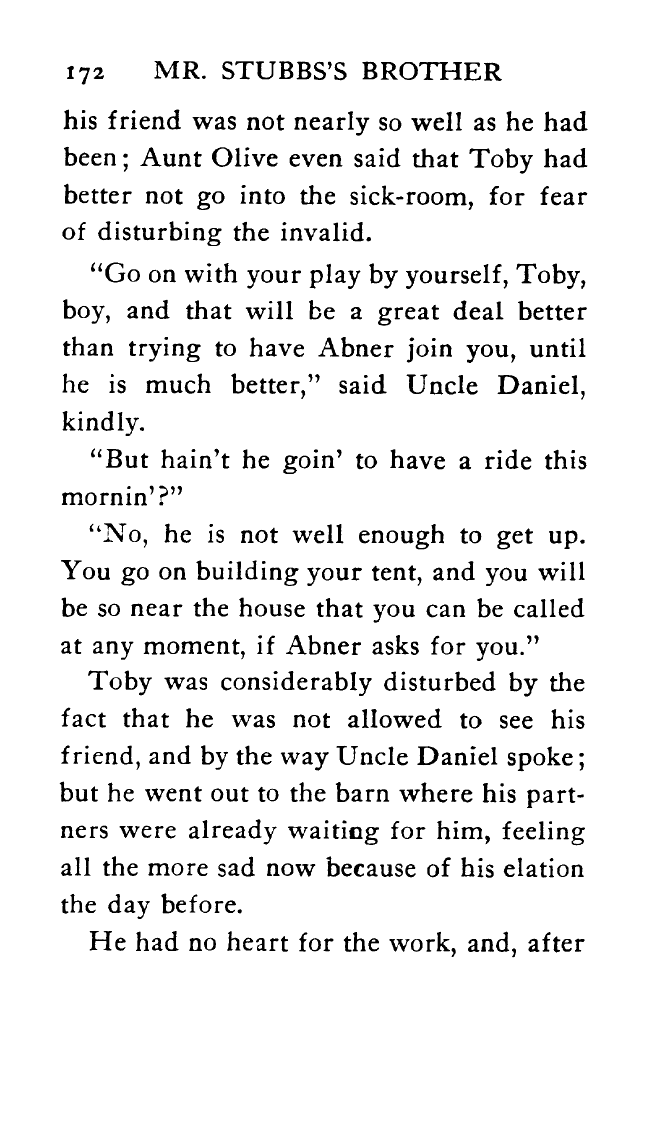 172 MR. STUBBS'S BROTHER
his friend was not nearly so well as he had
been; Aunt Olive even said that Toby had
better not go into the sick-room, for fear
of disturbing the invalid.
"Go on with your play by yourself, Toby,
boy, and that will be a great deal better
than trying to have Abner join you, until
he is much better," said Uncle Daniel,
kindly.
"But hain't he goin' to have a ride this
mornin'?"
"No, he is not well enough to get up.
You go on building your tent, and you will
be so near the house that you can be called
at any moment, if Abner asks for you."
Toby was considerably disturbed by the
fact that he was not allowed to see his
friend, and by the way Uncle Daniel spoke;
but he went out to the barn where his part-
ners were already waiting for him, feeling
all the more sad now because of his elation
the day before.
He had no heart for the work, and, after